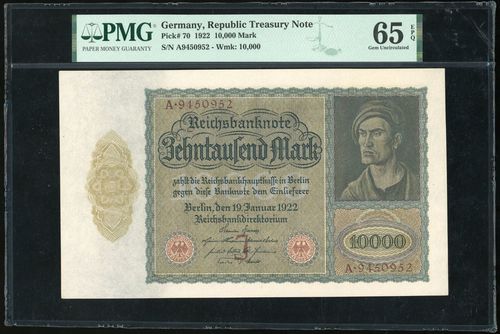 PMG
PAPER MONEY GUARANTY
Germany, Republic Treasury Note
Pick# 70 1922 10,000 Mark
S/N A9450952 - Wmk: 10,000
65 EPQ
Gem Uncirculated
A·9450952
Reichsbanknote
Zehntausend Mark
zahlt die Reichsbankhauptkasse in Berlin
gegen diese Banknote dem Einlieferer
Berlin, den 19. Januar 1922
Reichsbankdirektorium
3
10000
A·9450952